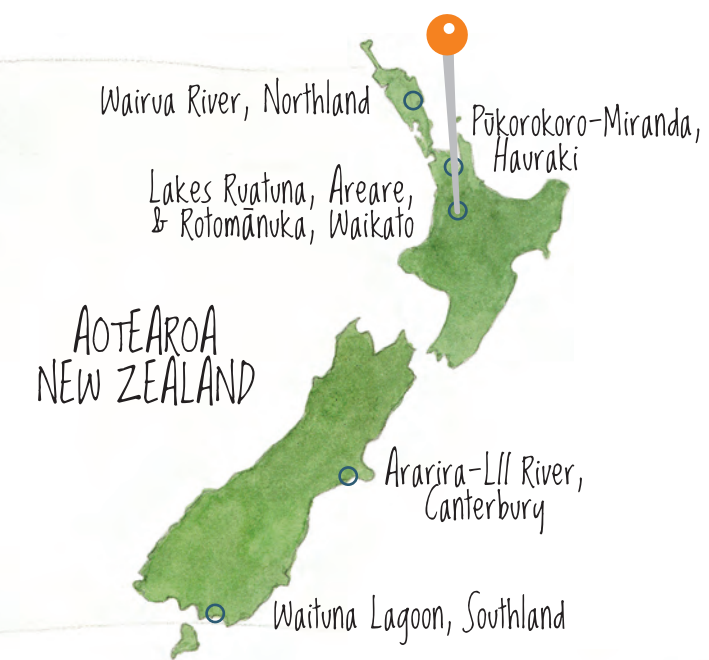 Wairua River, Northland
Pūkorokoro-Miranda,
Hauraki
Lakes Ruatuna, Areare,
& Rotomānuka, Waikato
AOTEAROA
NEW ZEALAND
Ararira-LII River,
Canterbury
Waituna Lagoon, Southland